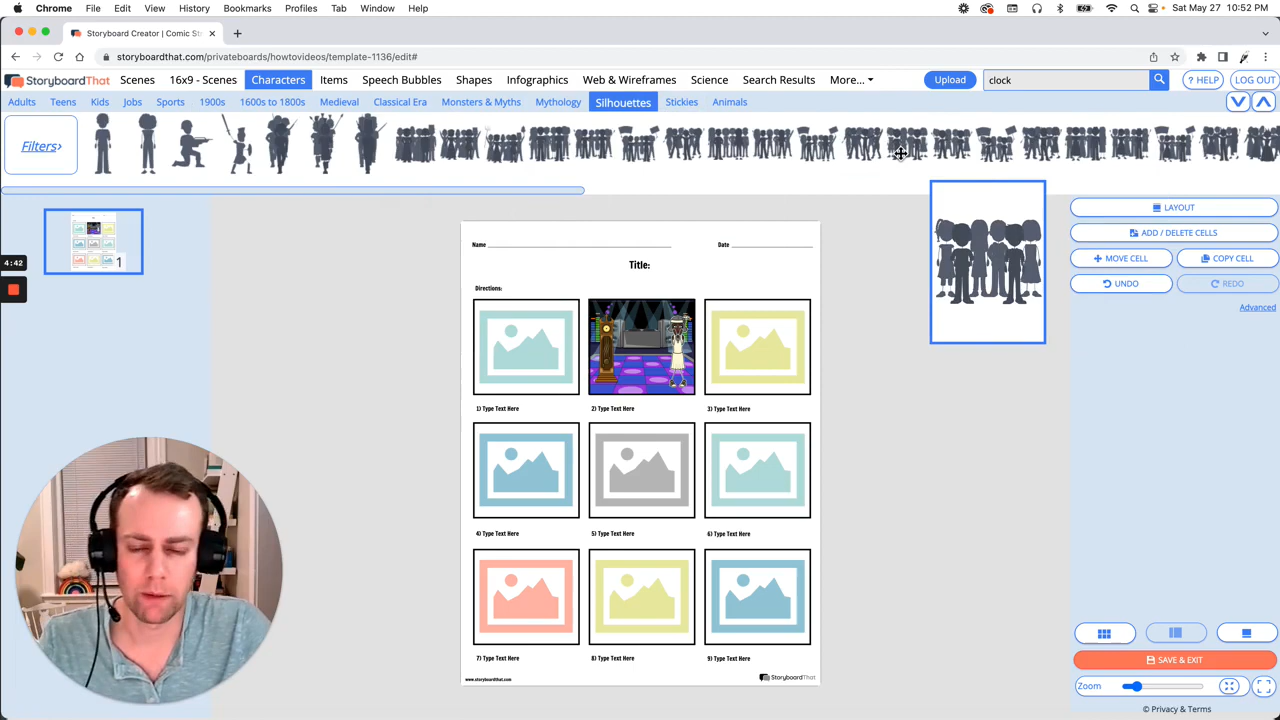 Chrome File Edit View History Bookmarks Profiles Tab Window Help Sat May 27 10:52 PM
Storyboard Creator | Comic St
storyboardthat.com/privateboards/howtovideos/template-1136/edit#
StoryboardThat Scenes 16x9 - Scenes Characters Items Speech Bubbles Shapes Infographics Web & Wireframes Science Search Results More... Upload clock HELP LOG OUT
Adults Teens Kids Jobs Sports 1900s 1600s to 1800s Medieval Classical Era Monsters & Myths Mythology Silhouettes Stickies Animals
Filters›
1
4:42
Name Date
Title:
Directions:
1) Type Text Here 2) Type Text Here 3) Type Text Here
4) Type Text Here 5) Type Text Here 6) Type Text Here
7) Type Text Here 8) Type Text Here 9) Type Text Here
www.storyboardthat.com StoryboardThat
LAYOUT
ADD / DELETE CELLS
MOVE CELL COPY CELL
UNDO REDO
Advanced
SAVE & EXIT
Zoom
© Privacy & Terms